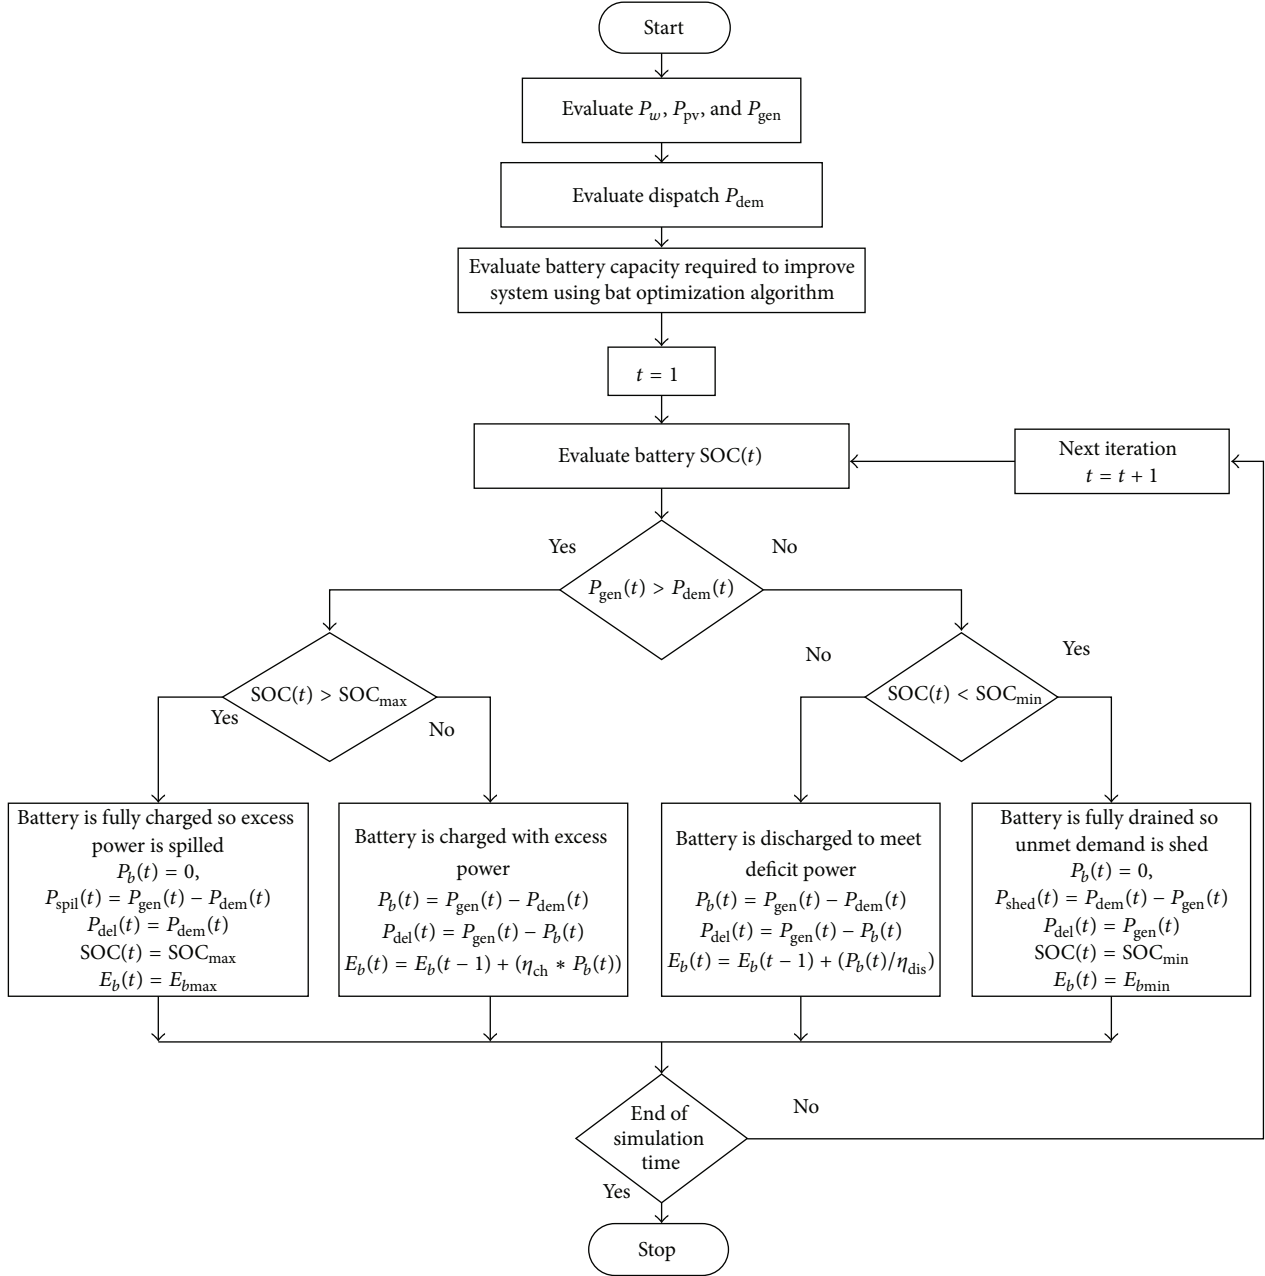 Start
Evaluate P_w, P_pv, and P_gen
Evaluate dispatch P_dem
Evaluate battery capacity required to improve
system using bat optimization algorithm
t = 1
Evaluate battery SOC(t)
Next iteration
t = t + 1
Yes
No
P_gen(t) > P_dem(t)
No
Yes
SOC(t) > SOC_max
Yes
No
SOC(t) < SOC_min
Battery is fully charged so excess
power is spilled
P_b(t) = 0,
P_spil(t) = P_gen(t) − P_dem(t)
P_del(t) = P_dem(t)
SOC(t) = SOC_max
E_b(t) = E_bmax
Battery is charged with excess
power
P_b(t) = P_gen(t) − P_dem(t)
P_del(t) = P_gen(t) − P_b(t)
E_b(t) = E_b(t − 1) + (η_ch * P_b(t))
Battery is discharged to meet
deficit power
P_b(t) = P_gen(t) − P_dem(t)
P_del(t) = P_gen(t) − P_b(t)
E_b(t) = E_b(t − 1) + (P_b(t)/η_dis)
Battery is fully drained so
unmet demand is shed
P_b(t) = 0,
P_shed(t) = P_dem(t) − P_gen(t)
P_del(t) = P_gen(t)
SOC(t) = SOC_min
E_b(t) = E_bmin
End of
simulation
time
No
Yes
Stop